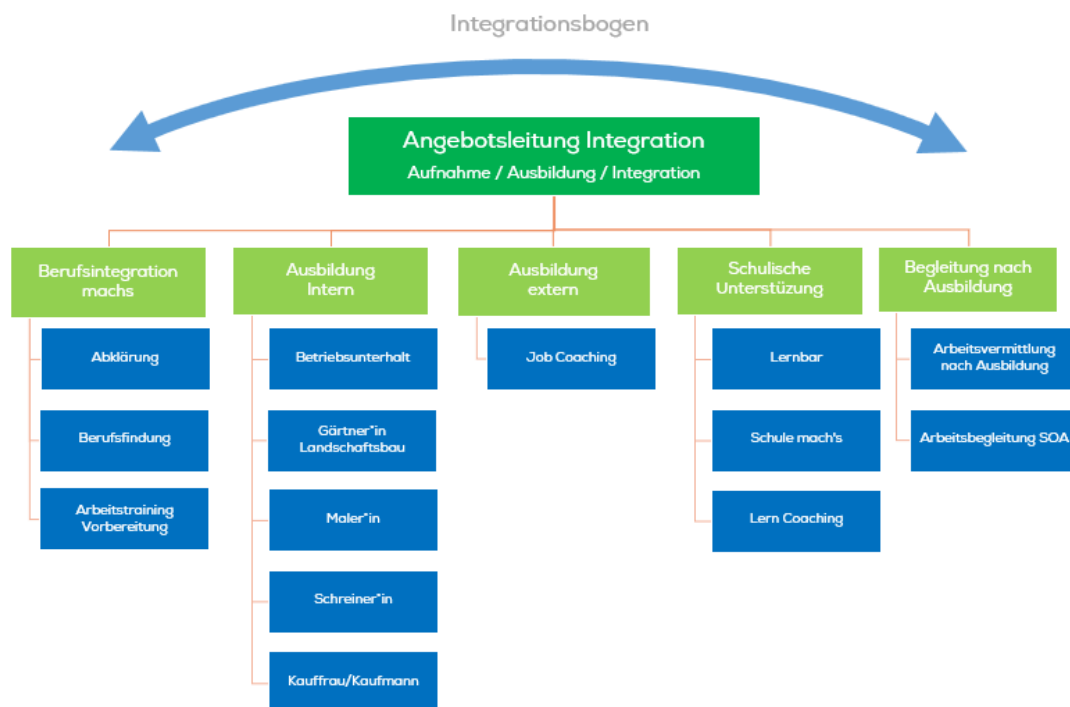 Integrationsbogen
Angebotsleitung Integration
Aufnahme / Ausbildung / Integration
Berufsintegration
machs
Abklärung
Berufsfindung
Arbeitstraining
Vorbereitung
Ausbildung
Intern
Betriebsunterhalt
Gärtner*in
Landschaftsbau
Maler*in
Schreiner*in
Kauffrau/Kaufmann
Ausbildung
extern
Job Coaching
Schulische
Unterstüzung
Lernbar
Schule mach's
Lern Coaching
Begleitung nach
Ausbildung
Arbeitsvermittlung
nach Ausbildung
Arbeitsbegleitung SOA